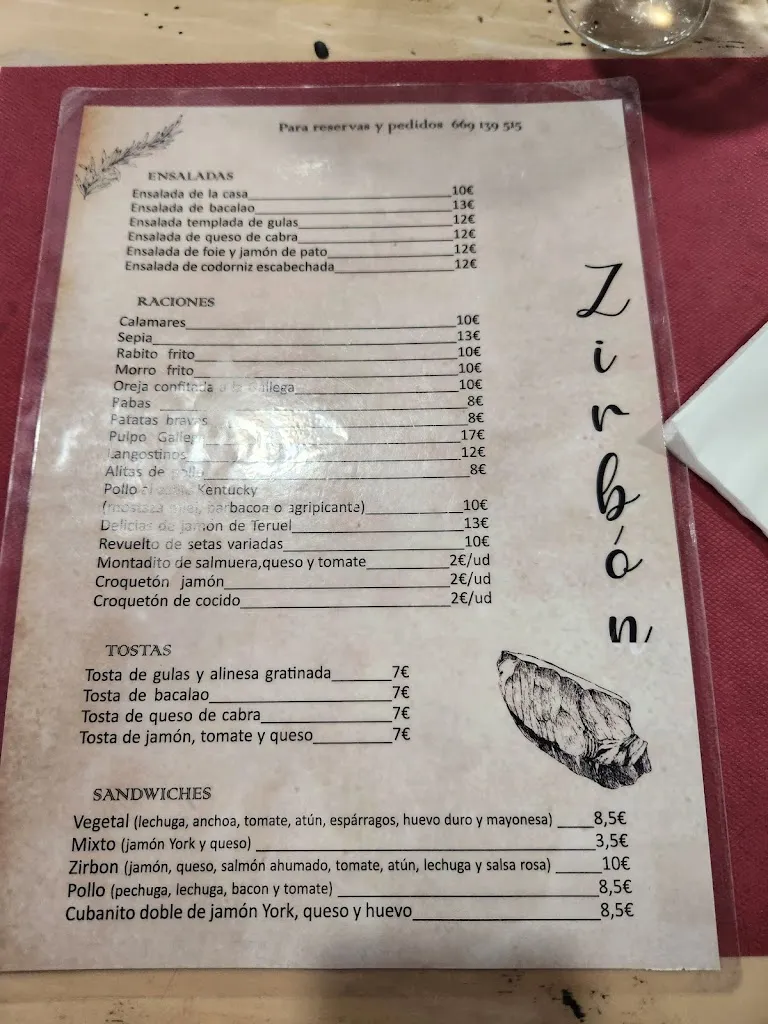 Para reservas y pedidos 669 139 515
ENSALADAS
Ensalada de la casa 10€
Ensalada de bacalao 13€
Ensalada templada de gulas 12€
Ensalada de queso de cabra 12€
Ensalada de foie y jamón de pato 12€
Ensalada de codorniz escabechada 12€
RACIONES
Calamares 10€
Sepia 13€
Rabito frito 10€
Morro frito 10€
Oreja confitada a la Gallega 10€
Babas 8€
Patatas bravas 8€
Pulpo Gallego 17€
Langostinos 12€
Alitas de pollo 8€
Pollo Kentucky
(mostaza miel, barbacoa o agripicante) 10€
Delicias de jamón de Teruel 13€
Revuelto de setas variadas 10€
Montadito de salmuera,queso y tomate 2€/ud
Croquetón jamón 2€/ud
Croquetón de cocido 2€/ud
TOSTAS
Tosta de gulas y alinesa gratinada 7€
Tosta de bacalao 7€
Tosta de queso de cabra 7€
Tosta de jamón, tomate y queso 7€
SANDWICHES
Vegetal (lechuga, anchoa, tomate, atún, espárragos, huevo duro y mayonesa) 8,5€
Mixto (jamón York y queso) 3,5€
Zirbon (jamón, queso, salmón ahumado, tomate, atún, lechuga y salsa rosa) 10€
Pollo (pechuga, lechuga, bacon y tomate) 8,5€
Cubanito doble de jamón York, queso y huevo 8,5€
Zirbón